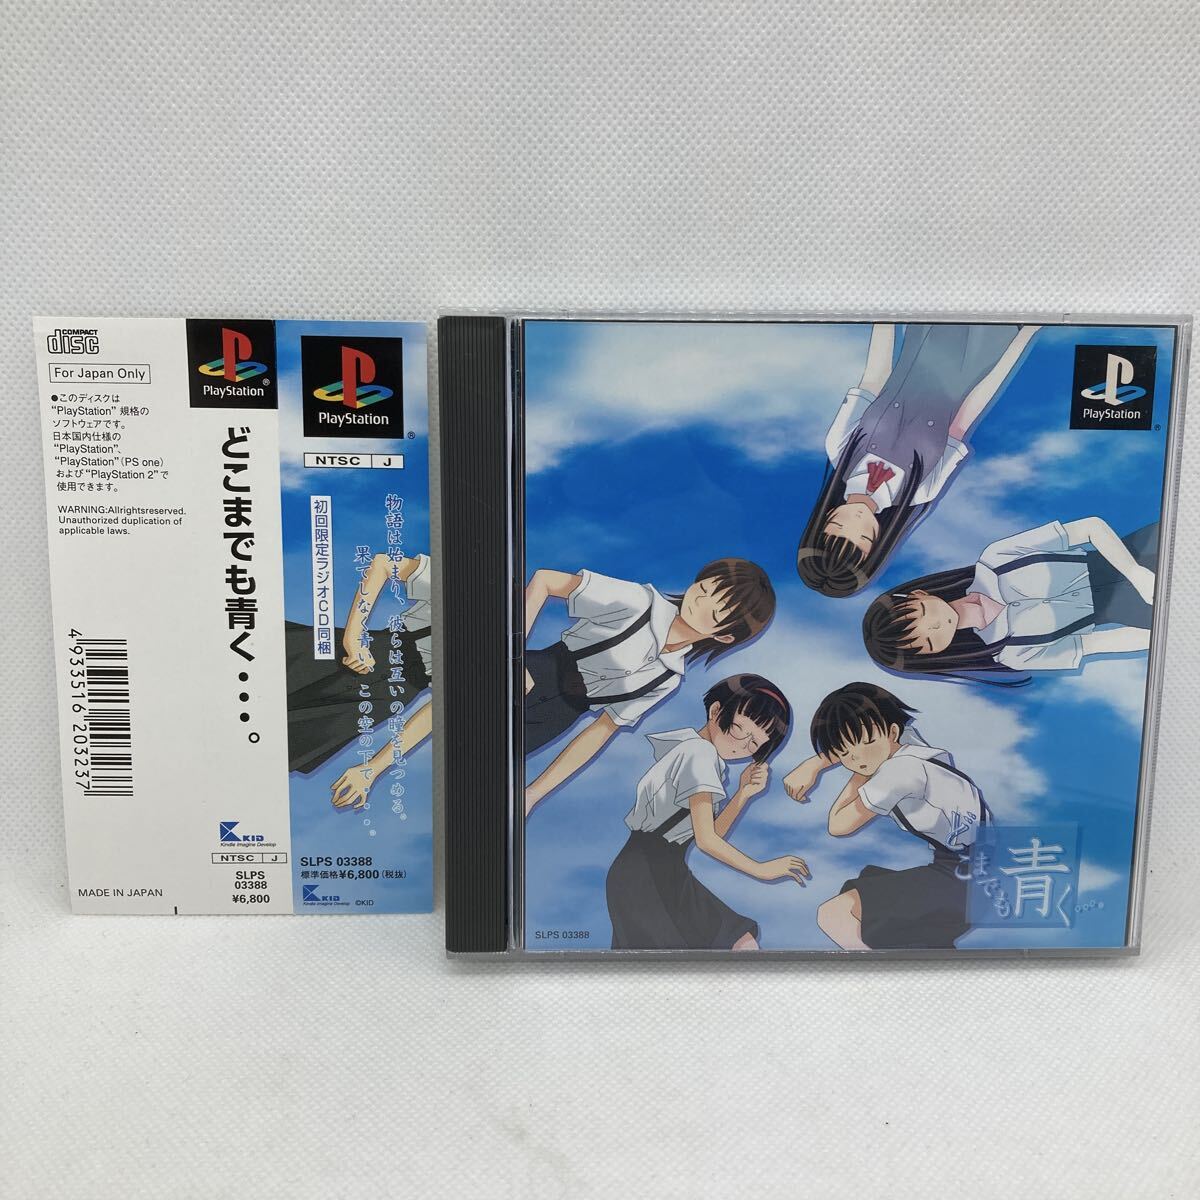 COMPACT
disc
For Japan Only
●このディスクは
“PlayStation” 規格の
ソフトウェアです。
日本国内仕様の
“PlayStation”、
“PlayStation”(PS one)
および“PlayStation 2”で
使用できます。
WARNING:Allrightsreserved.
Unauthorized duplication of
applicable laws.
4 933516 203237
MADE IN JAPAN
PlayStation
®
どこまでも青く・・・。
KID
Kindle Imagine Develop
NTSC J
SLPS
03388
¥6,800
PlayStation
®
NTSC J
物語は始まり、彼らは互いの瞳を見つめる。
果てしなく青い、この空の下で・・・。
初回限定ラジオCD同梱
SLPS 03388
標準価格¥6,800(税抜)
KID
Kindle Imagine Develop
©KID
PlayStation
®
どこまでも
青く・・・。
SLPS 03388